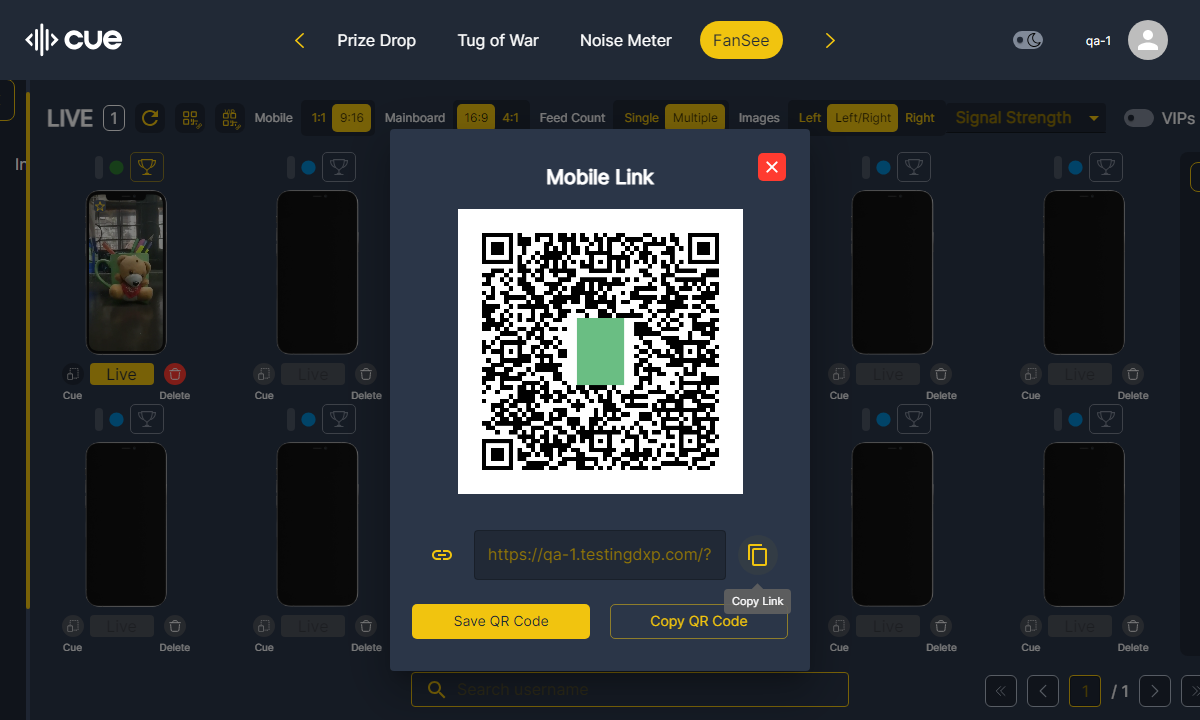 cue
Prize Drop
Tug of War
Noise Meter
FanSee
qa-1
LIVE
1
Mobile
1:1
9:16
Mainboard
16:9
4:1
Feed Count
Single
Multiple
Images
Left
Left/Right
Right
Signal Strength
VIPs
In
Mobile Link
Live
Live
Live
Live
Cue
Delete
Cue
Delete
Cue
Delete
Cue
Delete
https://qa-1.testingdxp.com/?
Copy Link
Save QR Code
Copy QR Code
Live
Live
Live
Live
Cue
Delete
Cue
Delete
Cue
Delete
Cue
Delete
Search username
1
/ 1